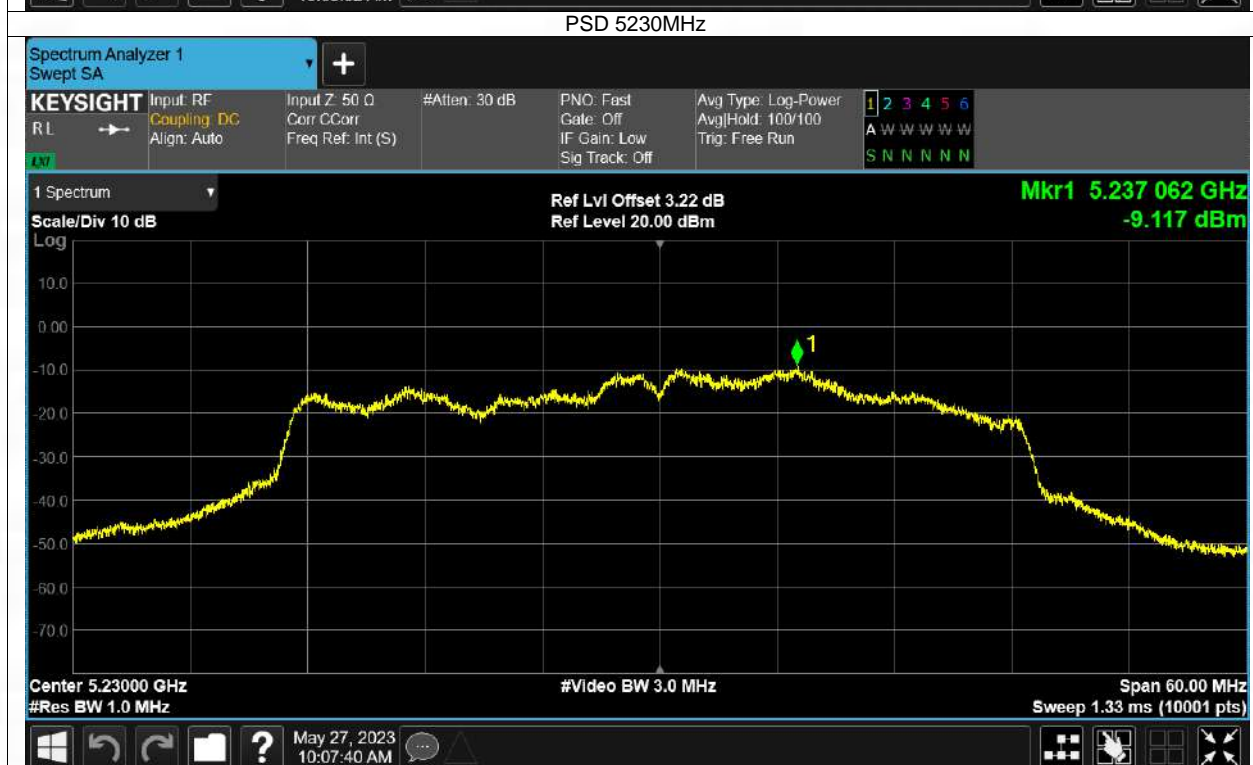 PSD 5230MHz
Spectrum Analyzer 1
Swept SA
+
KEYSIGHT
RL
LXI
Input: RF
Coupling: DC
Align: Auto
Input Z: 50 Ω
Corr CCorr
Freq Ref: Int (S)
#Atten: 30 dB
PNO: Fast
Gate: Off
IF Gain: Low
Sig Track: Off
Avg Type: Log-Power
Avg|Hold: 100/100
Trig: Free Run
1 2 3 4 5 6
A W W W W W
S N N N N N
1 Spectrum
Scale/Div 10 dB
Log
Ref Lvl Offset 3.22 dB
Ref Level 20.00 dBm
Mkr1 5.237 062 GHz
-9.117 dBm
10.0
0.00
-10.0
-20.0
-30.0
-40.0
-50.0
-60.0
-70.0
1
Center 5.23000 GHz
#Res BW 1.0 MHz
#Video BW 3.0 MHz
Span 60.00 MHz
Sweep 1.33 ms (10001 pts)
?
May 27, 2023
10:07:40 AM